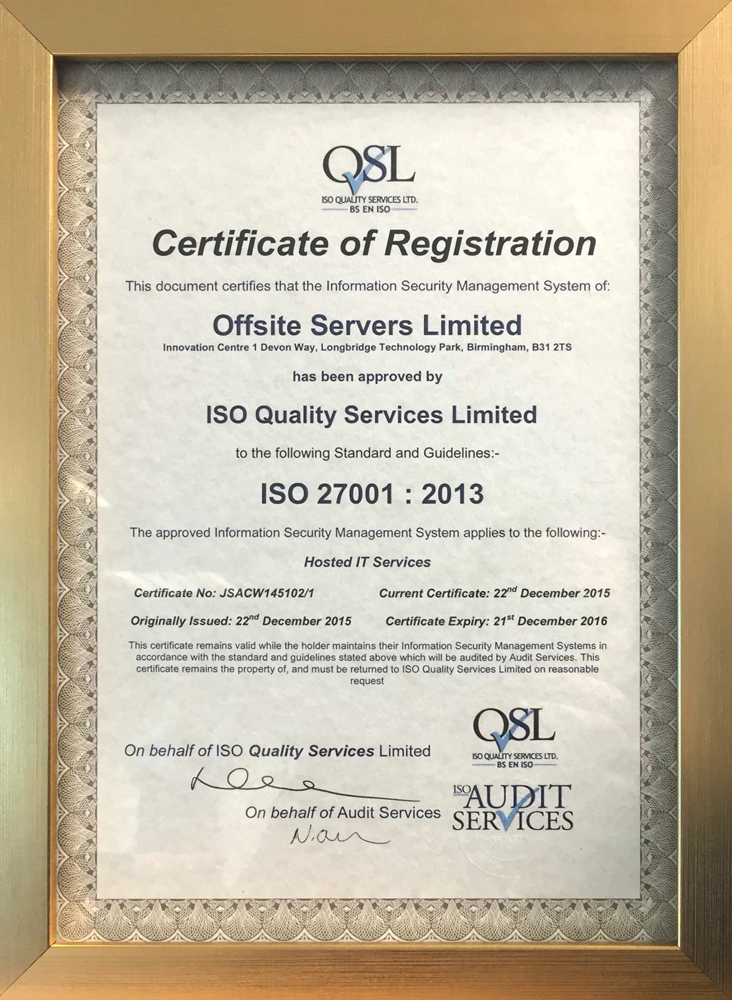 QSL
ISO QUALITY SERVICES LTD.
BS EN ISO
Certificate of Registration
This document certifies that the Information Security Management System of:
Offsite Servers Limited
Innovation Centre 1 Devon Way, Longbridge Technology Park, Birmingham, B31 2TS
has been approved by
ISO Quality Services Limited
to the following Standard and Guidelines:-
ISO 27001 : 2013
The approved Information Security Management System applies to the following:-
Hosted IT Services
Certificate No: JSACW145102/1 Current Certificate: 22nd December 2015
Originally Issued: 22nd December 2015 Certificate Expiry: 21st December 2016
This certificate remains valid while the holder maintains their Information Security Management Systems in
accordance with the standard and guidelines stated above which will be audited by Audit Services. This
certificate remains the property of, and must be returned to ISO Quality Services Limited on reasonable
request
On behalf of ISO Quality Services Limited
QSL
ISO QUALITY SERVICES LTD.
BS EN ISO
On behalf of Audit Services
ISO AUDIT
SERVICES